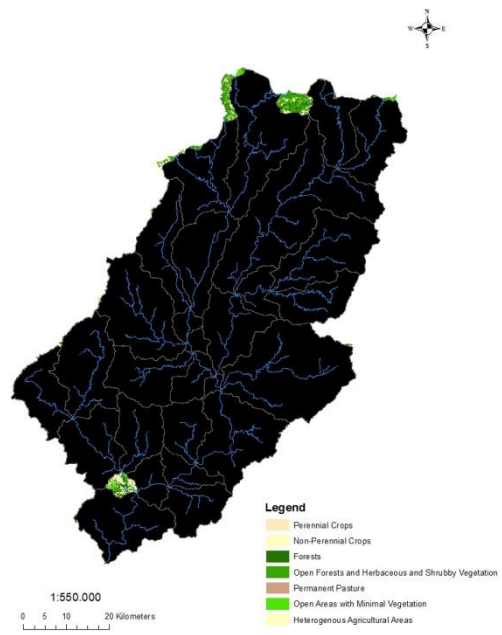 N
W E
S
Legend
Perennial Crops
Non-Perennial Crops
Forests
Open Forests and Herbaceous and Shrubby Vegetation
Permanent Pasture
Open Areas with Minimal Vegetation
Heterogenous Agricultural Areas
1:550.000
0 5 10 20 Kilometers